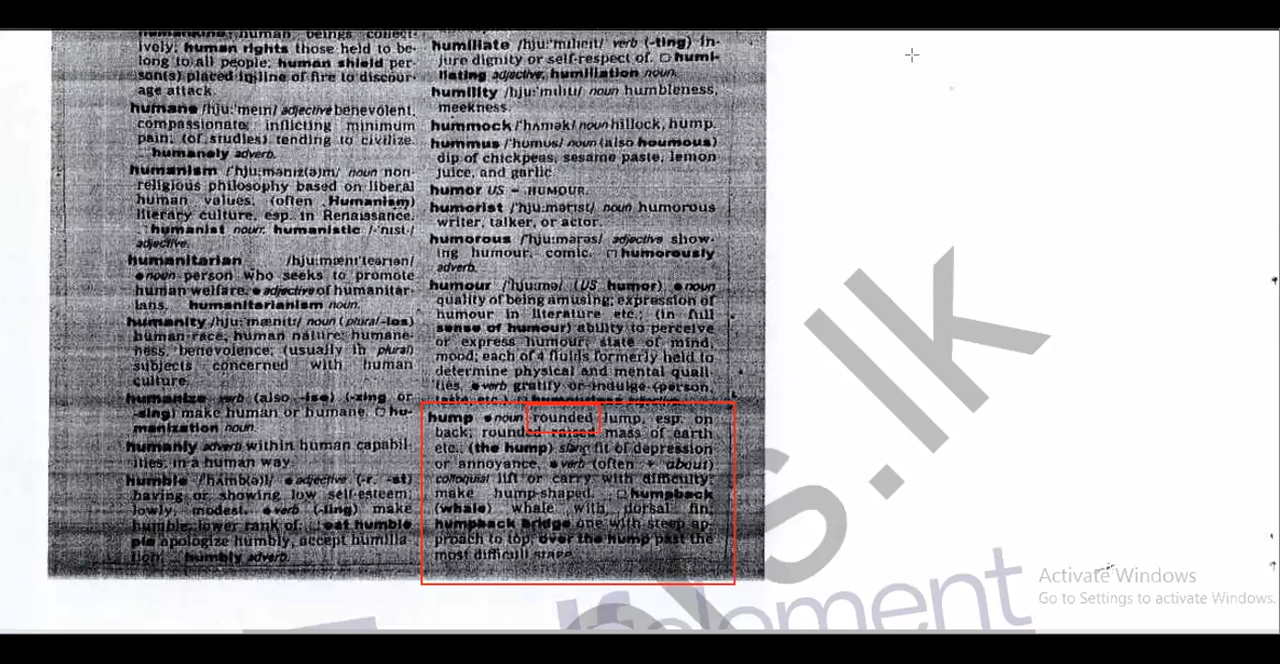 humankind; human beings collect-
ively; human rights those held to be-
long to all people; human shield per-
son(s) placed in line of fire to discour-
age attack.
humane /hju:'meɪn/ adjective benevolent,
compassionate; inflicting minimum
pain; (of studies) tending to civilize.
humanely adverb.
humanism /'hju:mənɪz(ə)m/ noun non-
religious philosophy based on liberal
human values; (often Humanism)
literary culture, esp. in Renaissance.
humanist noun. humanistic /-'nɪst-/
adjective.
humanitarian /hju:mænɪ'teərɪən/
● noun person who seeks to promote
human welfare. ● adjective of humanitar-
ians. humanitarianism noun.
humanity /hju:'mænɪtɪ/ noun (plural -ies)
human race; human nature; humane-
ness, benevolence; (usually in plural)
subjects concerned with human
culture.
humanize verb (also -ise) (-zing or
-sing) make human or humane. □ hu-
manization noun.
humanly adverb within human capabil-
ities; in a human way.
humble /'hʌmb(ə)l/ ● adjective (-r, -st)
having or showing low self-esteem;
lowly, modest. ● verb (-ling) make
humble; lower rank of. eat humble
pie apologize humbly, accept humilia-
tion. humbly adverb.
humiliate /hju:'mɪlɪeɪt/ verb (-ting) in-
jure dignity or self-respect of. □ humi-
liating adjective, humiliation noun.
humility /hju:'mɪlɪtɪ/ noun humbleness,
meekness.
hummock /'hʌmək/ noun hillock, hump.
hummus /'hʊmʊs/ noun (also houmous)
dip of chickpeas, sesame paste, lemon
juice, and garlic.
humor US = HUMOUR.
humorist /'hju:mərɪst/ noun humorous
writer, talker, or actor.
humorous /'hju:mərəs/ adjective show-
ing humour, comic. □ humorously
adverb.
humour /'hju:mə/ (US humor) ● noun
quality of being amusing; expression of
humour in literature etc.; (in full
sense of humour) ability to perceive
or express humour; state of mind,
mood; each of 4 fluids formerly held to
determine physical and mental quali-
ties. ● verb gratify or indulge (person,
taste, etc.). □ humourless adjective.
hump ● noun rounded lump, esp. on
back; rounded mass of earth
etc.; (the hump) slang fit of depression
or annoyance. ● verb (often + about)
colloquial lift or carry with difficulty;
make hump-shaped. □ humpback
(whale) whale with dorsal fin;
humpback bridge one with steep ap-
proach to top; over the hump past the
most difficult stage.
s.lk
Activate Windows
Go to Settings to activate Windows.